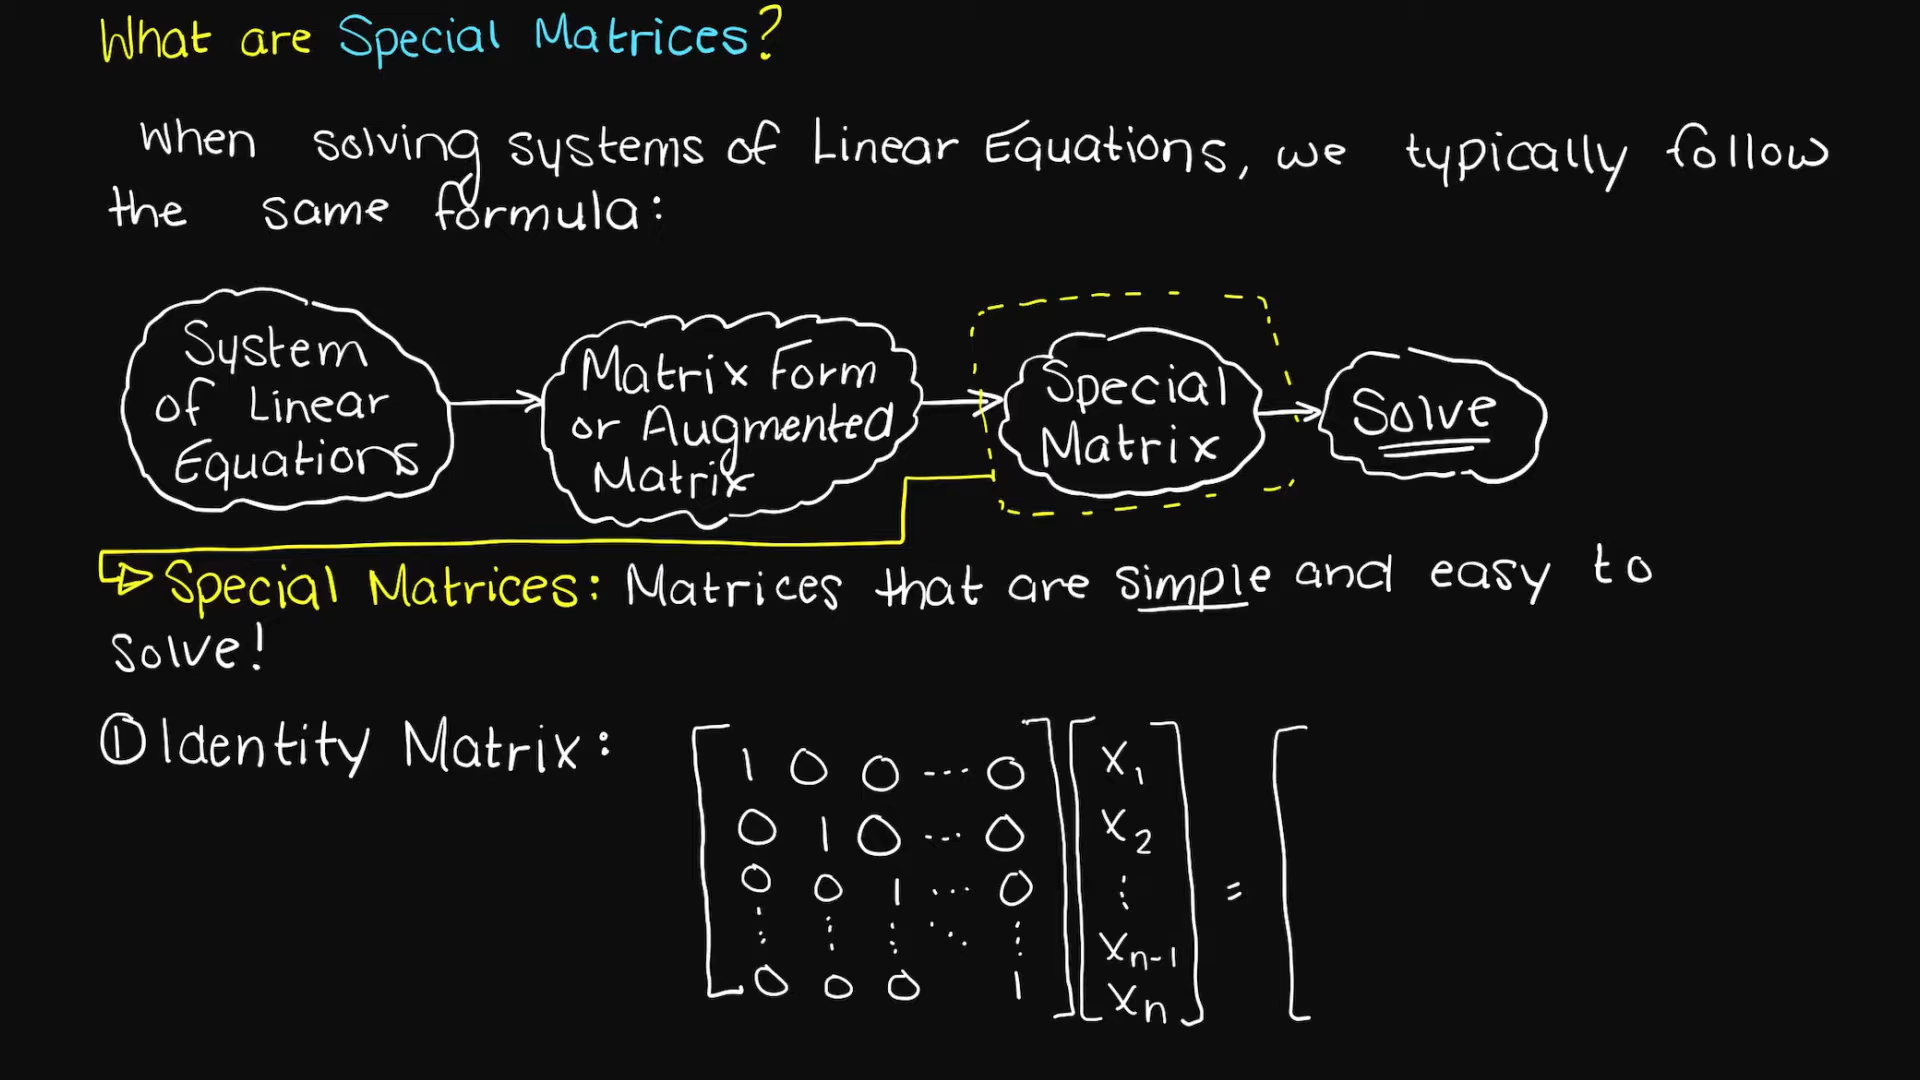 What are Special Matrices?
When solving systems of Linear Equations, we typically follow
the same formula:
System
of Linear
Equations
Matrix Form
or Augmented
Matrix
Special
Matrix
Solve
Special Matrices: Matrices that are simple and easy to
solve!
① Identity Matrix:
1 0 0 ... 0
0 1 0 ... 0
0 0 1 ... 0
⋮ ⋮ ⋮ ⋱ ⋮
0 0 0 1
x₁
x₂
⋮
xₙ₋₁
xₙ
=